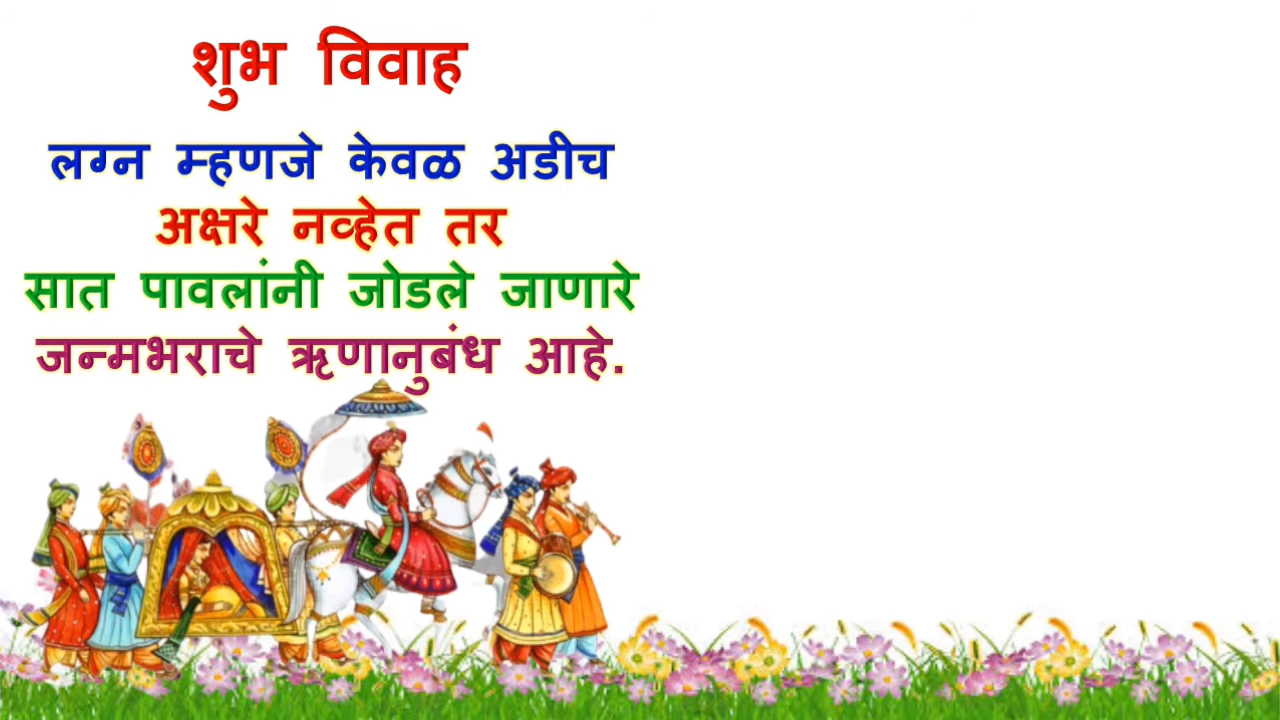 शुभ विवाह
लग्न म्हणजे केवळ अडीच
अक्षरे नव्हेत तर
सात पावलांनी जोडले जाणारे
जन्मभराचे ऋणानुबंध आहे.